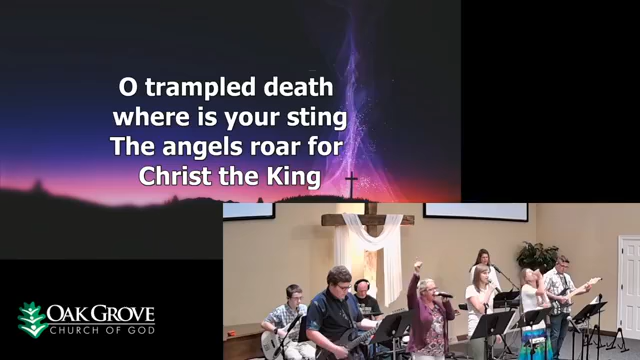 O trampled death
where is your sting
The angels roar for
Christ the King
OAK GROVE
CHURCH OF GOD